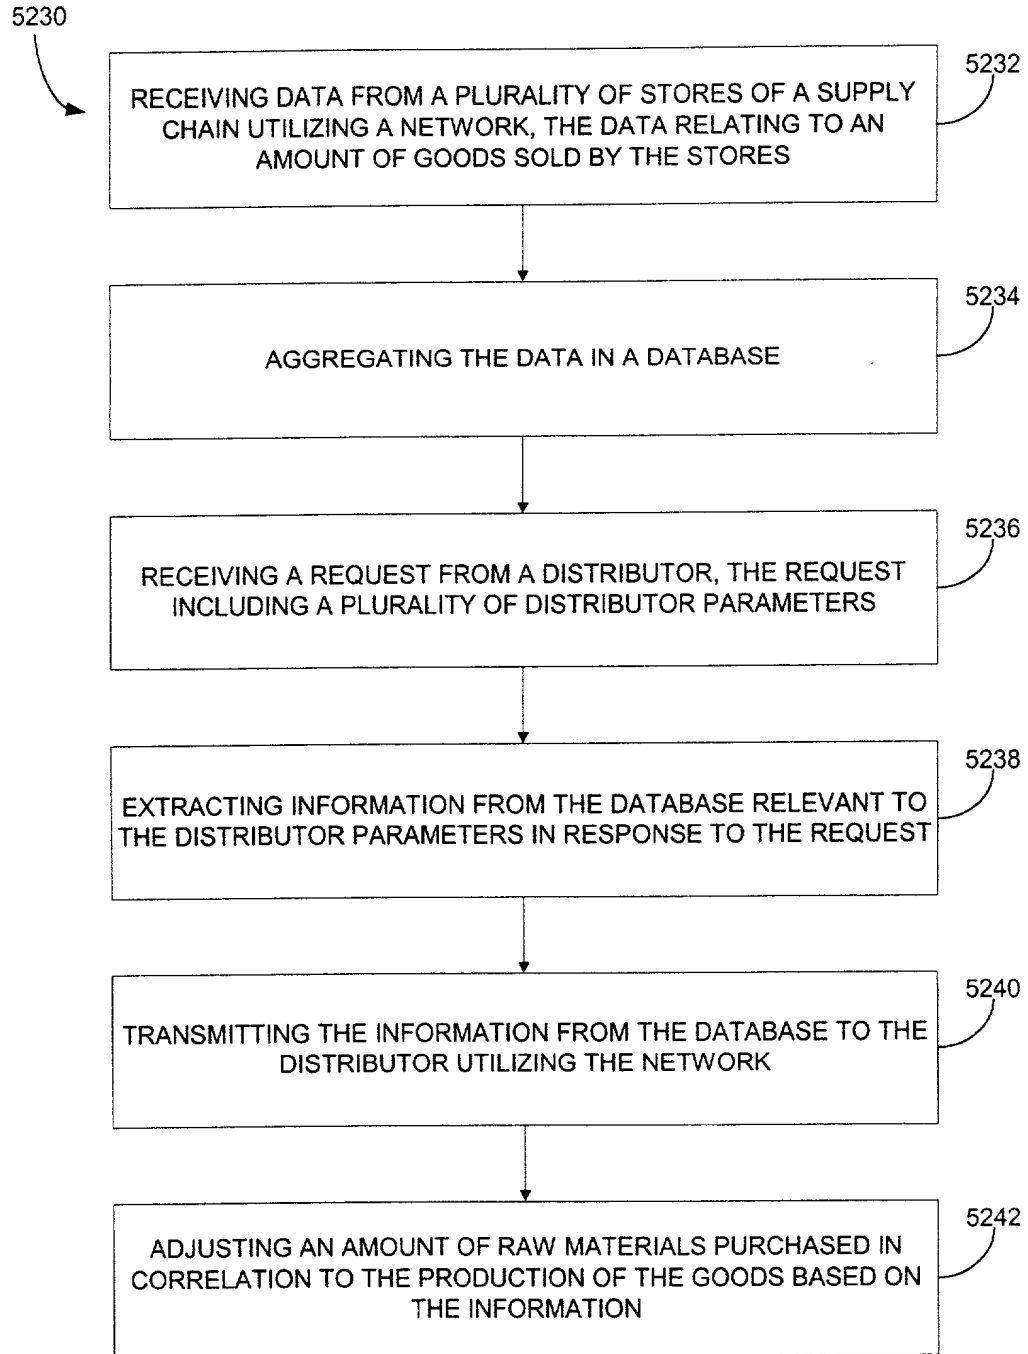 5230
5232
RECEIVING DATA FROM A PLURALITY OF STORES OF A SUPPLY
CHAIN UTILIZING A NETWORK, THE DATA RELATING TO AN
AMOUNT OF GOODS SOLD BY THE STORES
5234
AGGREGATING THE DATA IN A DATABASE
5236
RECEIVING A REQUEST FROM A DISTRIBUTOR, THE REQUEST
INCLUDING A PLURALITY OF DISTRIBUTOR PARAMETERS
5238
EXTRACTING INFORMATION FROM THE DATABASE RELEVANT TO
THE DISTRIBUTOR PARAMETERS IN RESPONSE TO THE REQUEST
5240
TRANSMITTING THE INFORMATION FROM THE DATABASE TO THE
DISTRIBUTOR UTILIZING THE NETWORK
5242
ADJUSTING AN AMOUNT OF RAW MATERIALS PURCHASED IN
CORRELATION TO THE PRODUCTION OF THE GOODS BASED ON
THE INFORMATION